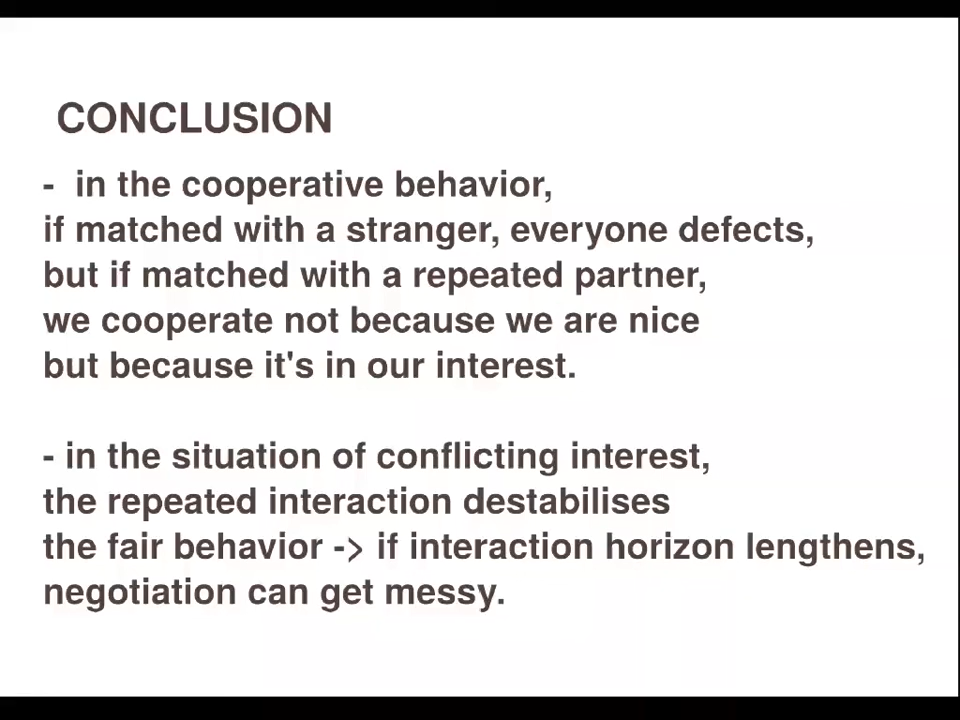 CONCLUSION
- in the cooperative behavior,
if matched with a stranger, everyone defects,
but if matched with a repeated partner,
we cooperate not because we are nice
but because it's in our interest.
- in the situation of conflicting interest,
the repeated interaction destabilises
the fair behavior -> if interaction horizon lengthens,
negotiation can get messy.